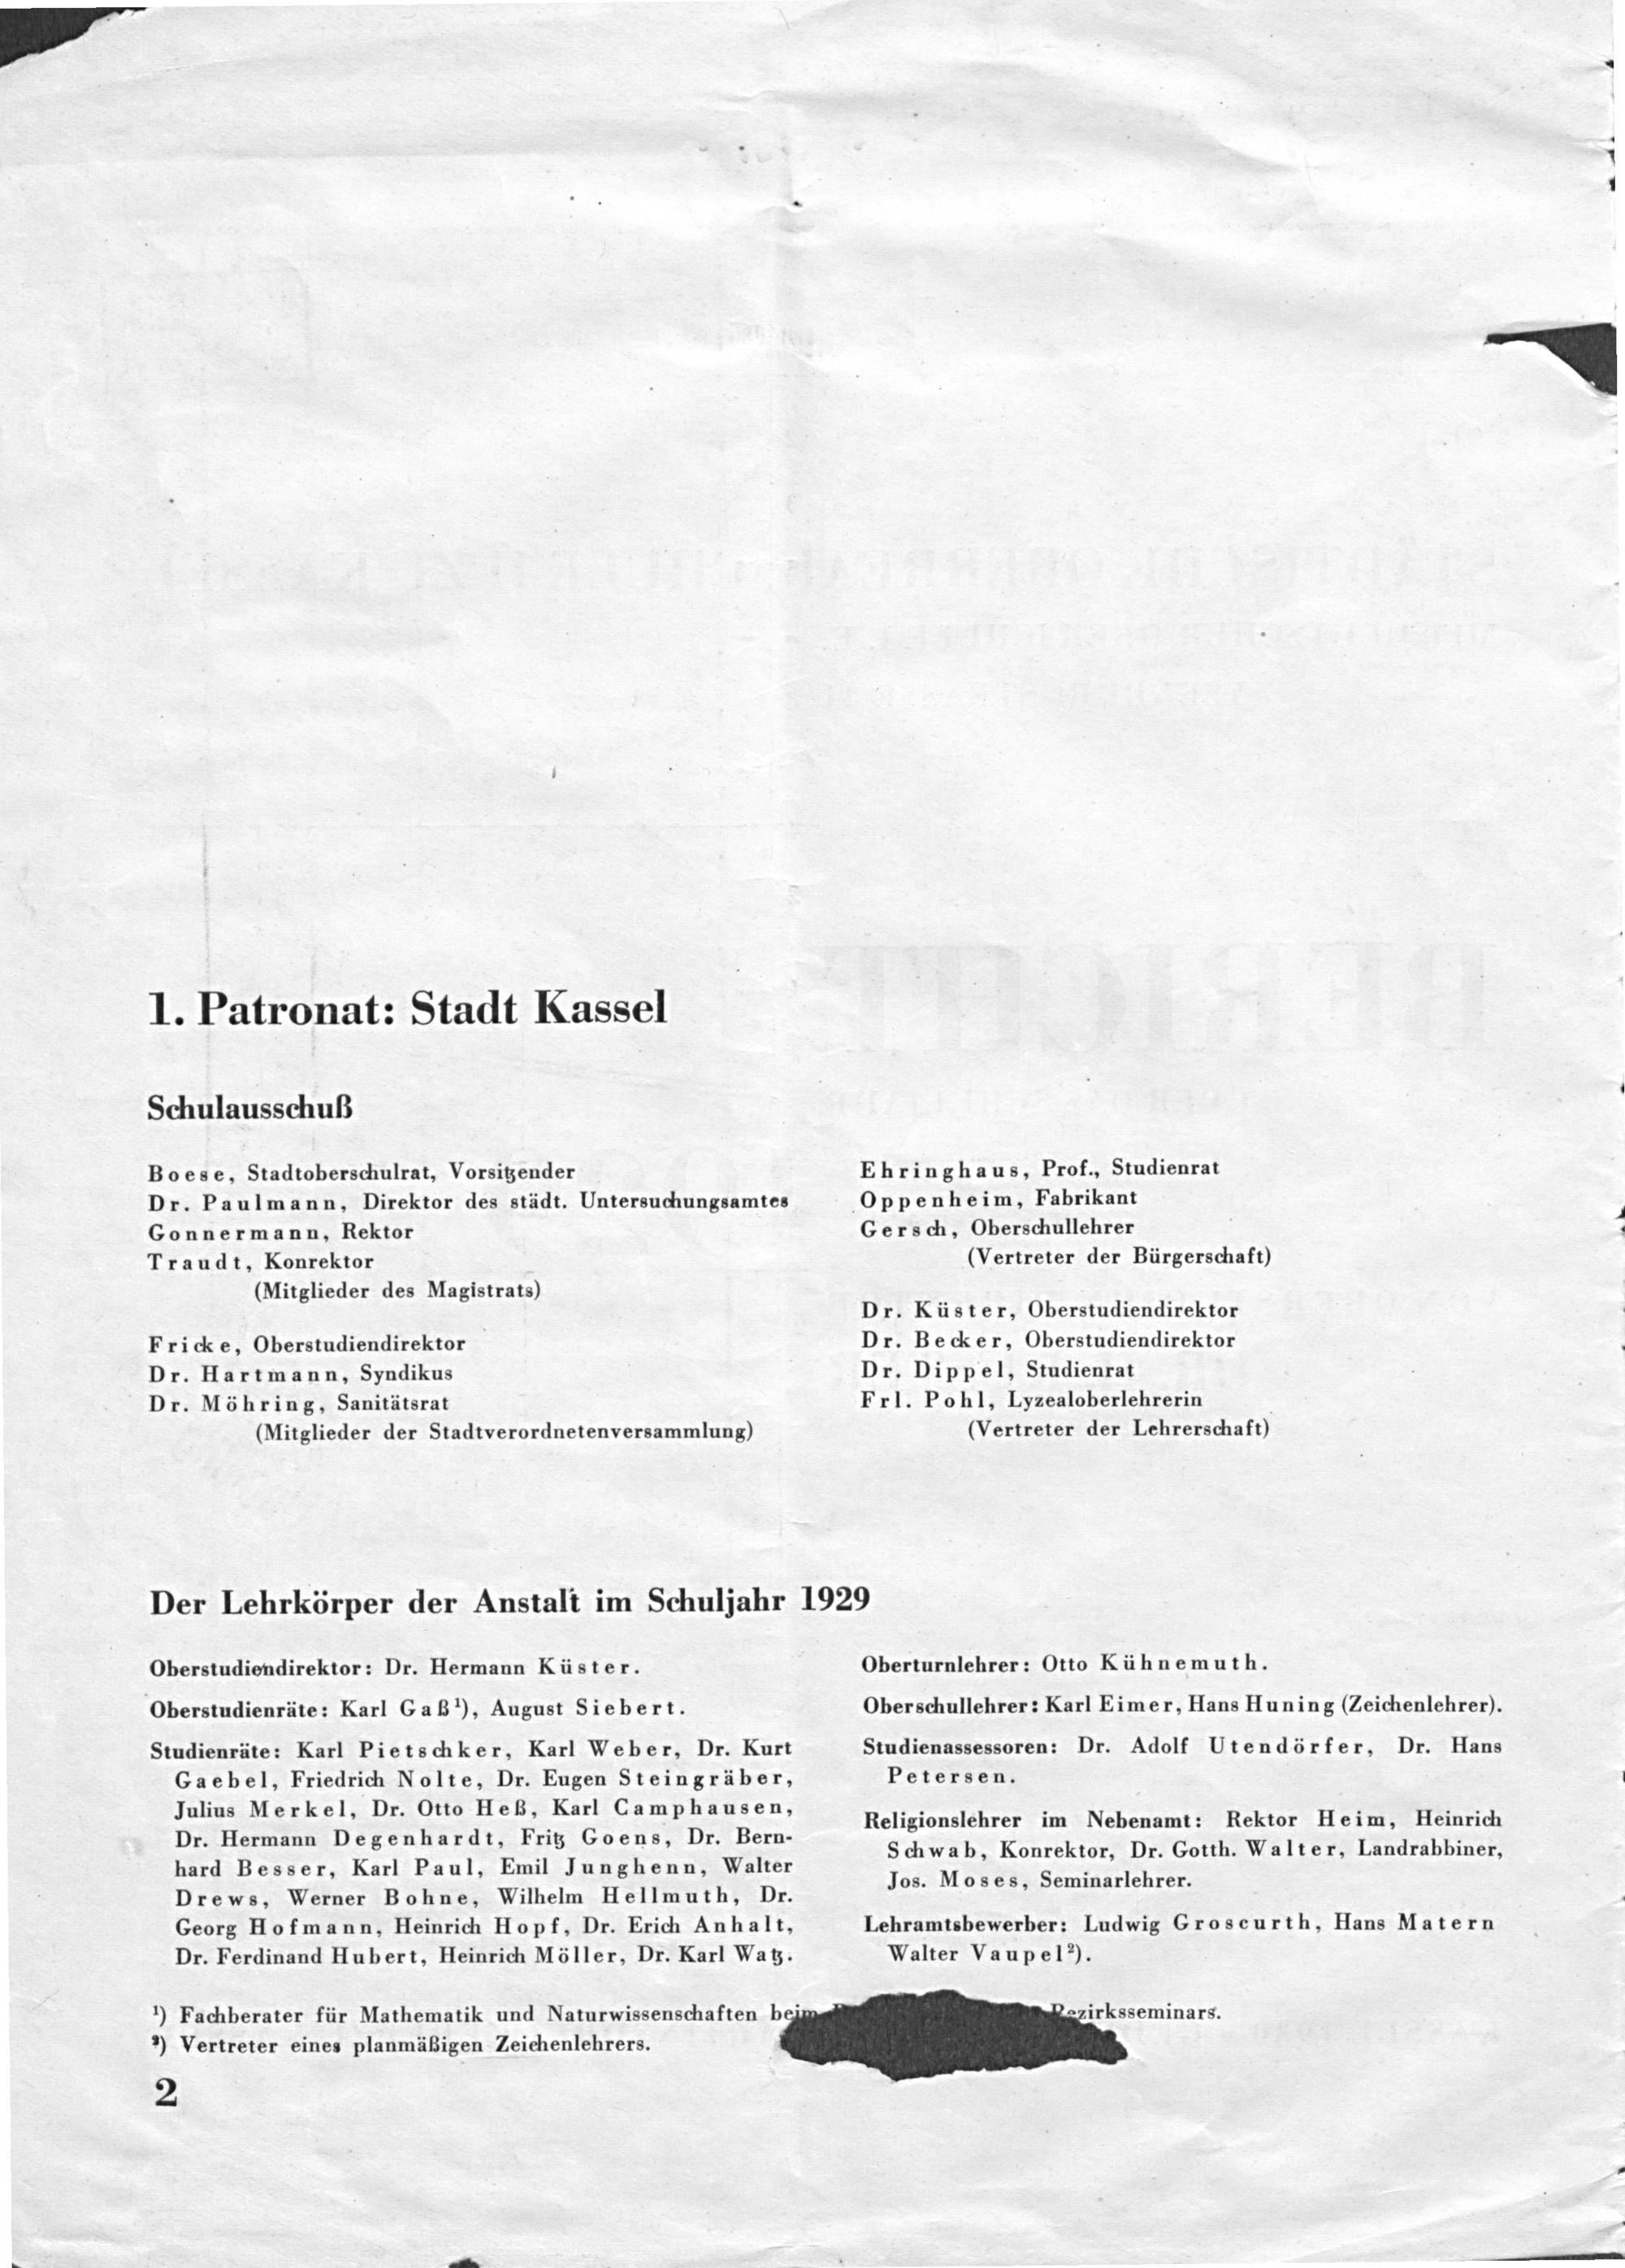 1. Patronat: Stadt Kassel
Schulausschuß
Boese, Stadtoberschulrat, Vorsitzender
Dr. Paulmann, Direktor des städt. Untersuchungsamtes
Gonnermann, Rektor
Traudt, Konrektor
(Mitglieder des Magistrats)
Fricke, Oberstudiendirektor
Dr. Hartmann, Syndikus
Dr. Möhring, Sanitätsrat
(Mitglieder der Stadtverordnetenversammlung)
Ehringhaus, Prof., Studienrat
Oppenheim, Fabrikant
Gersch, Oberschullehrer
(Vertreter der Bürgerschaft)
Dr. Küster, Oberstudiendirektor
Dr. Becker, Oberstudiendirektor
Dr. Dippel, Studienrat
Frl. Pohl, Lyzealoberlehrerin
(Vertreter der Lehrerschaft)
Der Lehrkörper der Anstalt im Schuljahr 1929
Oberstudiendirektor: Dr. Hermann Küster.
Oberstudienräte: Karl Gaß¹), August Siebert.
Studienräte: Karl Pietschker, Karl Weber, Dr. Kurt
Gaebel, Friedrich Nolte, Dr. Eugen Steingräber,
Julius Merkel, Dr. Otto Heß, Karl Camphausen,
Dr. Hermann Degenhardt, Fritz Goens, Dr. Bern-
hard Besser, Karl Paul, Emil Junghenn, Walter
Drews, Werner Bohne, Wilhelm Hellmuth, Dr.
Georg Hofmann, Heinrich Hopf, Dr. Erich Anhalt,
Dr. Ferdinand Hubert, Heinrich Möller, Dr. Karl Watz.
Oberturnlehrer: Otto Kühnemuth.
Oberschullehrer: Karl Eimer, Hans Huning (Zeichenlehrer).
Studienassessoren: Dr. Adolf Utendörfer, Dr. Hans
Petersen.
Religionslehrer im Nebenamt: Rektor Heim, Heinrich
Schwab, Konrektor, Dr. Gotth. Walter, Landrabbiner,
Jos. Moses, Seminarlehrer.
Lehramtsbewerber: Ludwig Groscurth, Hans Matern
Walter Vaupel²).
¹) Fachberater für Mathematik und Naturwissenschaften beim Bezirksseminars.
²) Vertreter eines planmäßigen Zeichenlehrers.
2